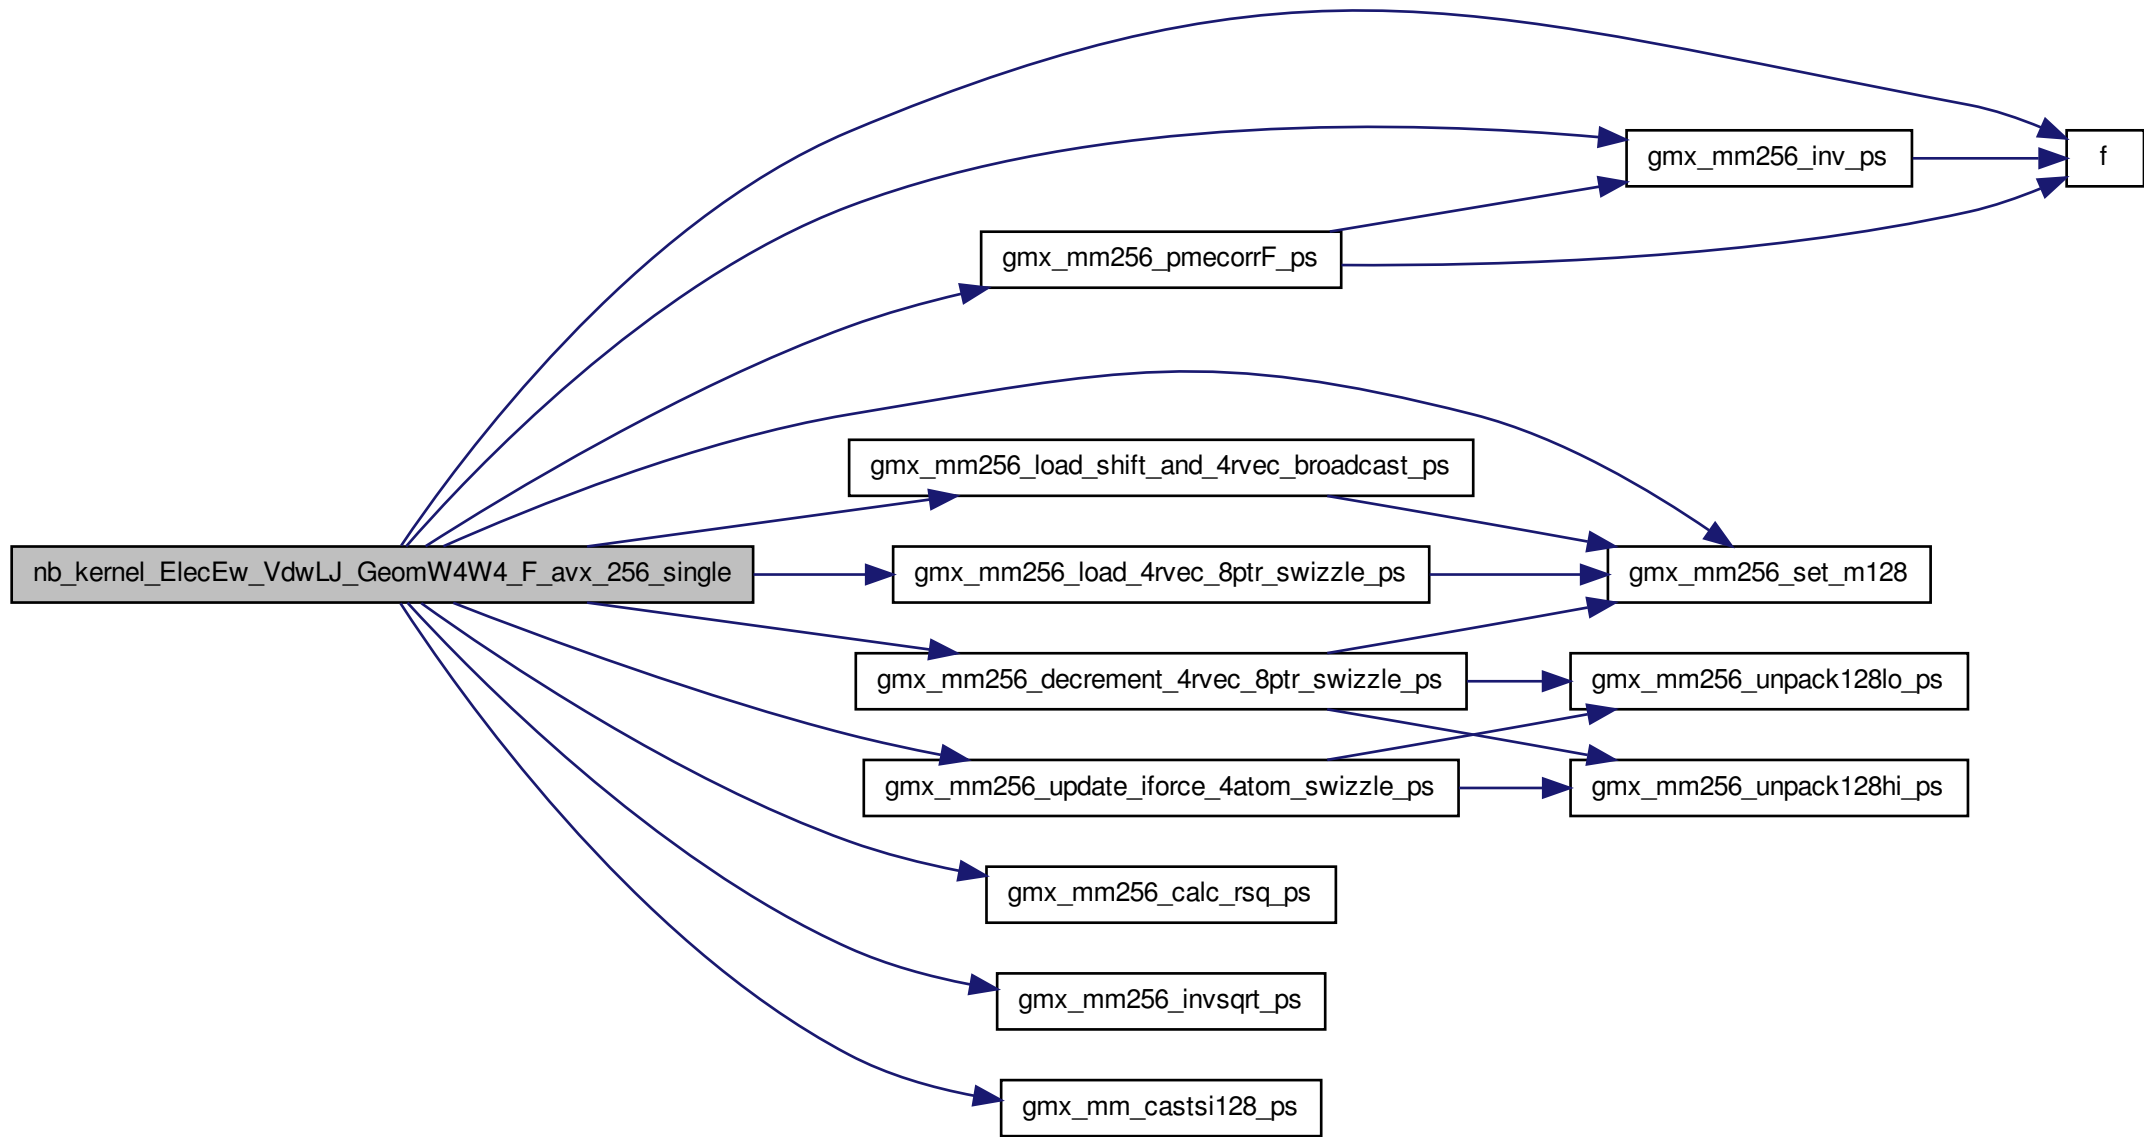 f
gmx_mm256_inv_ps
gmx_mm256_pmecorrF_ps
gmx_mm256_load_shift_and_4rvec_broadcast_ps
nb_kernel_ElecEw_VdwLJ_GeomW4W4_F_avx_256_single
gmx_mm256_load_4rvec_8ptr_swizzle_ps
gmx_mm256_set_m128
gmx_mm256_decrement_4rvec_8ptr_swizzle_ps
gmx_mm256_unpack128lo_ps
gmx_mm256_update_iforce_4atom_swizzle_ps
gmx_mm256_unpack128hi_ps
gmx_mm256_calc_rsq_ps
gmx_mm256_invsqrt_ps
gmx_mm_castsi128_ps